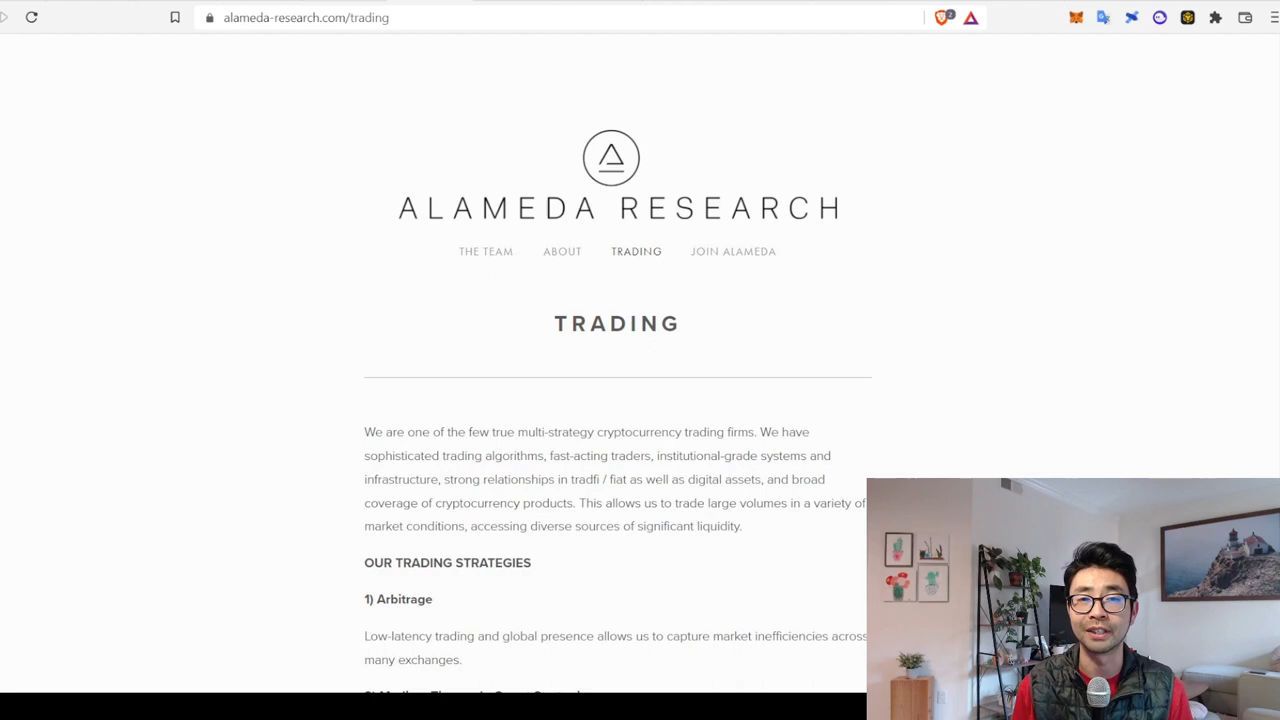 alameda-research.com/trading
2
ALAMEDA RESEARCH
THE TEAM ABOUT TRADING JOIN ALAMEDA
TRADING
We are one of the few true multi-strategy cryptocurrency trading firms. We have
sophisticated trading algorithms, fast-acting traders, institutional-grade systems and
infrastructure, strong relationships in tradfi / fiat as well as digital assets, and broad
coverage of cryptocurrency products. This allows us to trade large volumes in a variety of
market conditions, accessing diverse sources of significant liquidity.
OUR TRADING STRATEGIES
1) Arbitrage
Low-latency trading and global presence allows us to capture market inefficiencies across
many exchanges.